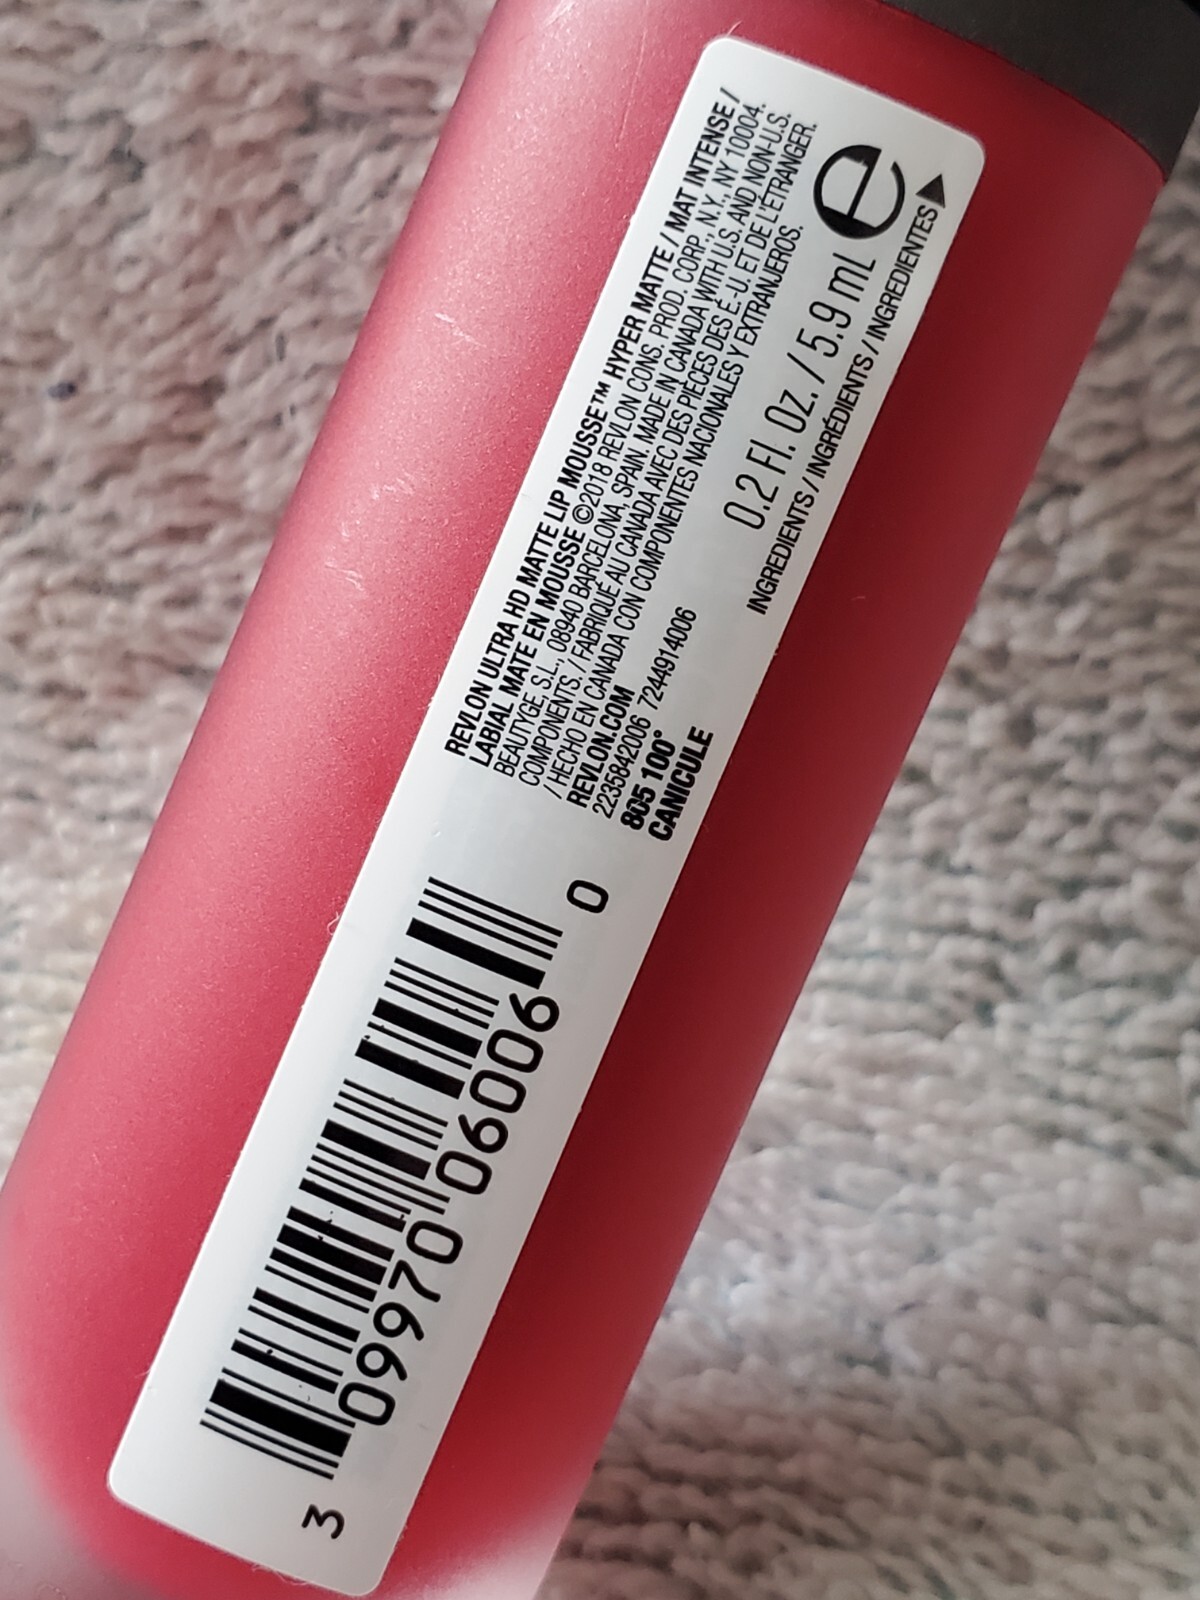 REVLON ULTRA HD MATTE LIP MOUSSE™ HYPER MATTE / MAT INTENSE /
LABIAL MATE EN MOUSSE ©2018 REVLON CONS. PROD. CORP., N.Y., NY 10004.
BEAUTYGE, S.L., 08940 BARCELONA, SPAIN. MADE IN CANADA WITH U.S. AND NON-U.S.
COMPONENTS. / FABRIQUÉ AU CANADA AVEC DES PIÈCES DES É.-U. ET DE L'ÉTRANGER.
/ HECHO EN CANADA CON COMPONENTES NACIONALES Y EXTRANJEROS.
REVLON.COM
2235842006 7244914006
805 100°
CANICULE
0.2 Fl. Oz. / 5.9 mL e
INGREDIENTS / INGRÉDIENTS / INGREDIENTES ▶
3 09970 06006 0